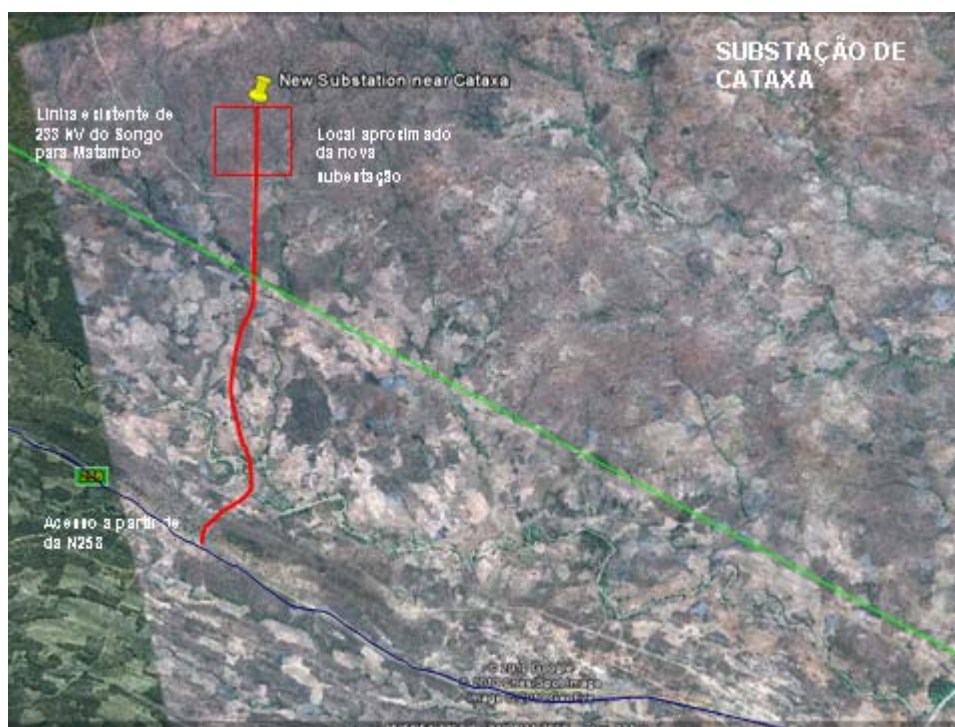 SUBSTAÇÃO DE
CATAXA
New Substation near Cataxa
Linha existente de
233 kV do Songo
para Matambo
Local aproximado
da nova
subestação
Acesso a partir de
da N258